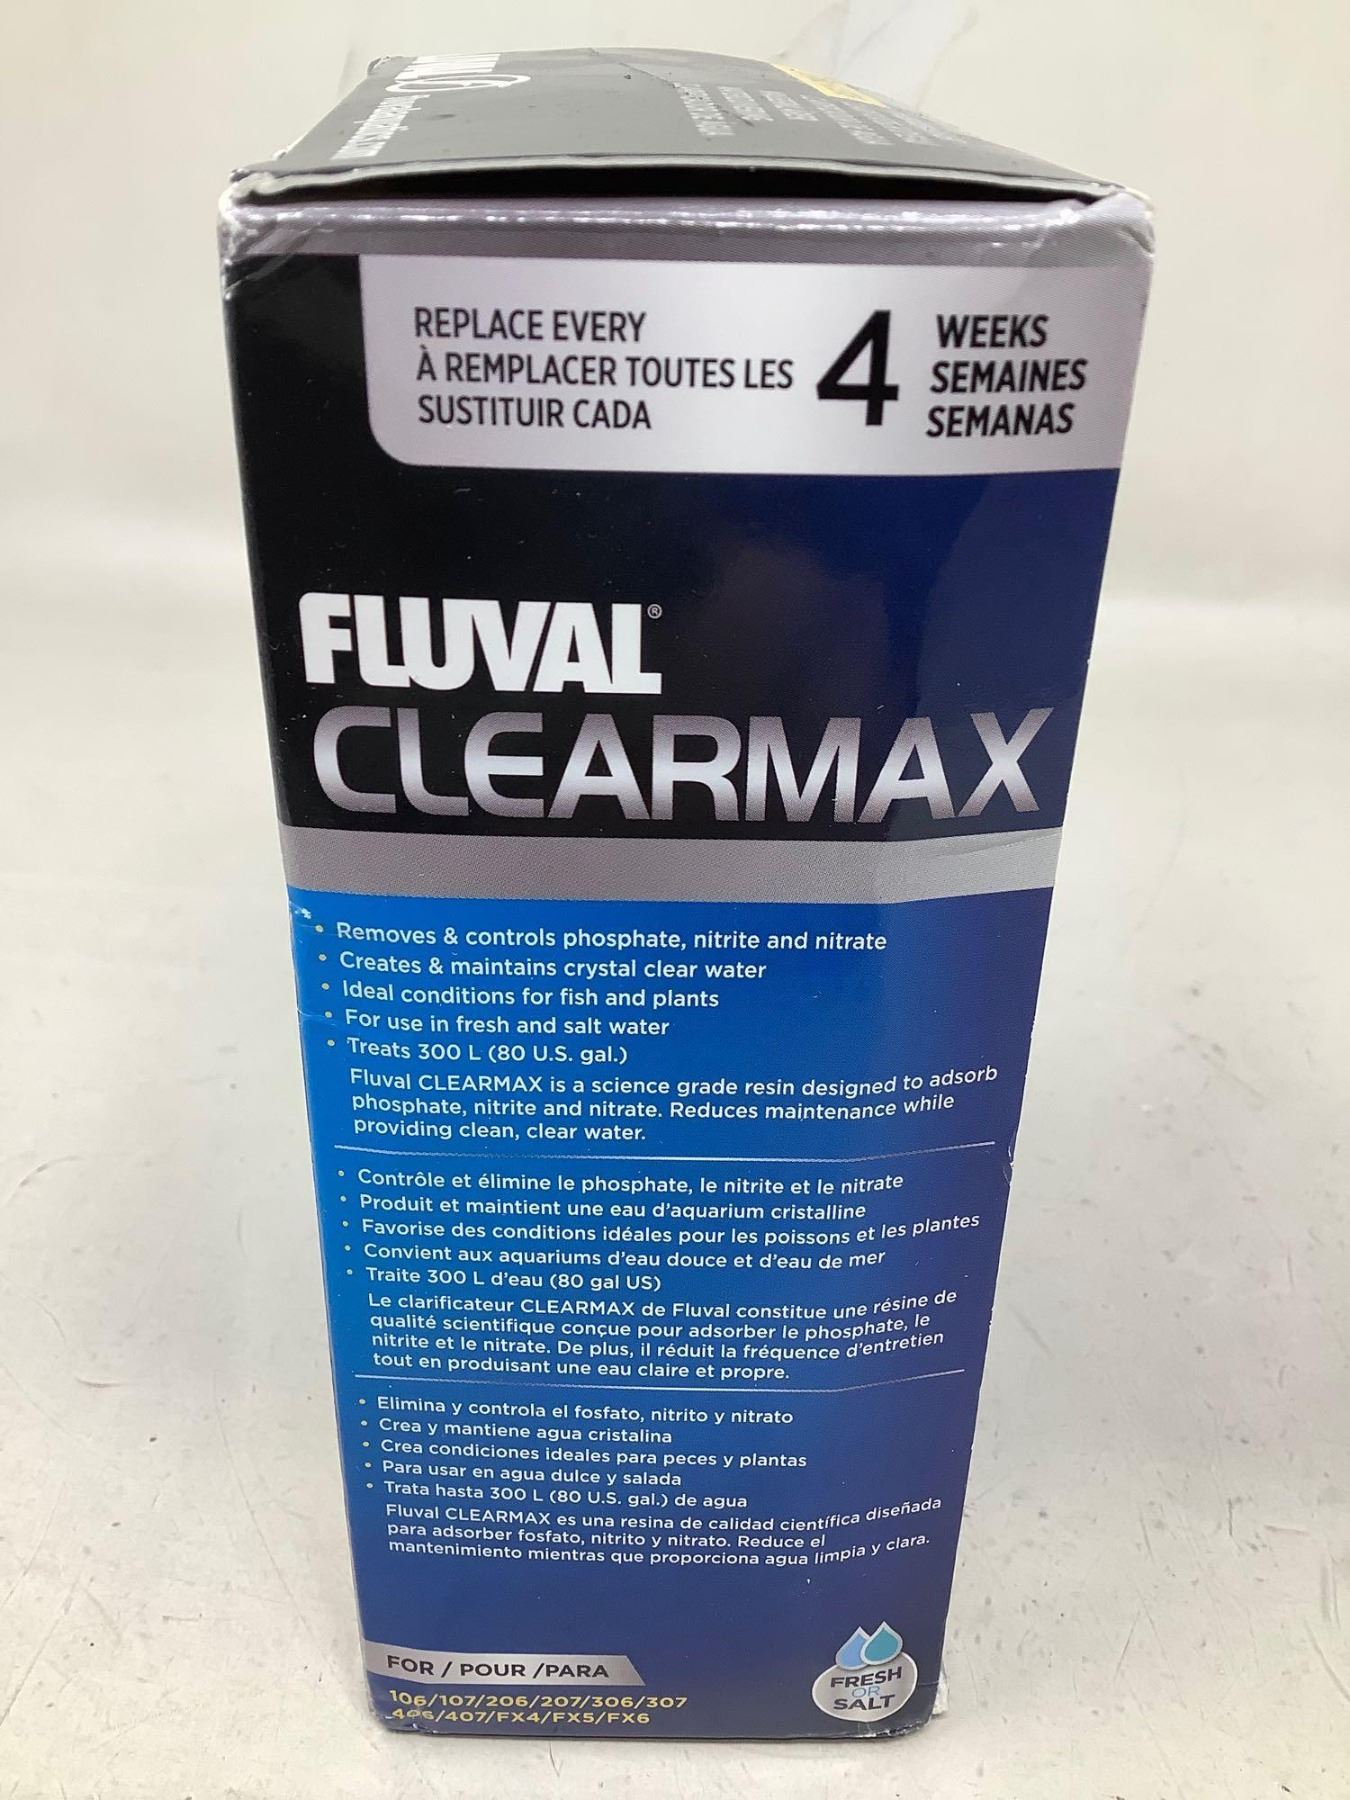 REPLACE EVERY
À REMPLACER TOUTES LES
SUSTITUIR CADA
4
WEEKS
SEMAINES
SEMANAS
FLUVAL®
CLEARMAX
• Removes & controls phosphate, nitrite and nitrate
• Creates & maintains crystal clear water
• Ideal conditions for fish and plants
• For use in fresh and salt water
• Treats 300 L (80 U.S. gal.)
Fluval CLEARMAX is a science grade resin designed to adsorb
phosphate, nitrite and nitrate. Reduces maintenance while
providing clean, clear water.
• Contrôle et élimine le phosphate, le nitrite et le nitrate
• Produit et maintient une eau d'aquarium cristalline
• Favorise des conditions idéales pour les poissons et les plantes
• Convient aux aquariums d'eau douce et d'eau de mer
• Traite 300 L d'eau (80 gal US)
Le clarificateur CLEARMAX de Fluval constitue une résine de
qualité scientifique conçue pour adsorber le phosphate, le
nitrite et le nitrate. De plus, il réduit la fréquence d'entretien
tout en produisant une eau claire et propre.
• Elimina y controla el fosfato, nitrito y nitrato
• Crea y mantiene agua cristalina
• Crea condiciones ideales para peces y plantas
• Para usar en agua dulce y salada
• Trata hasta 300 L (80 U.S. gal.) de agua
Fluval CLEARMAX es una resina de calidad científica diseñada
para adsorber fosfato, nitrito y nitrato. Reduce el
mantenimiento mientras que proporciona agua limpia y clara.
FOR / POUR /PARA
106/107/206/207/306/307
406/407/FX4/FX5/FX6
FRESH
OR
SALT